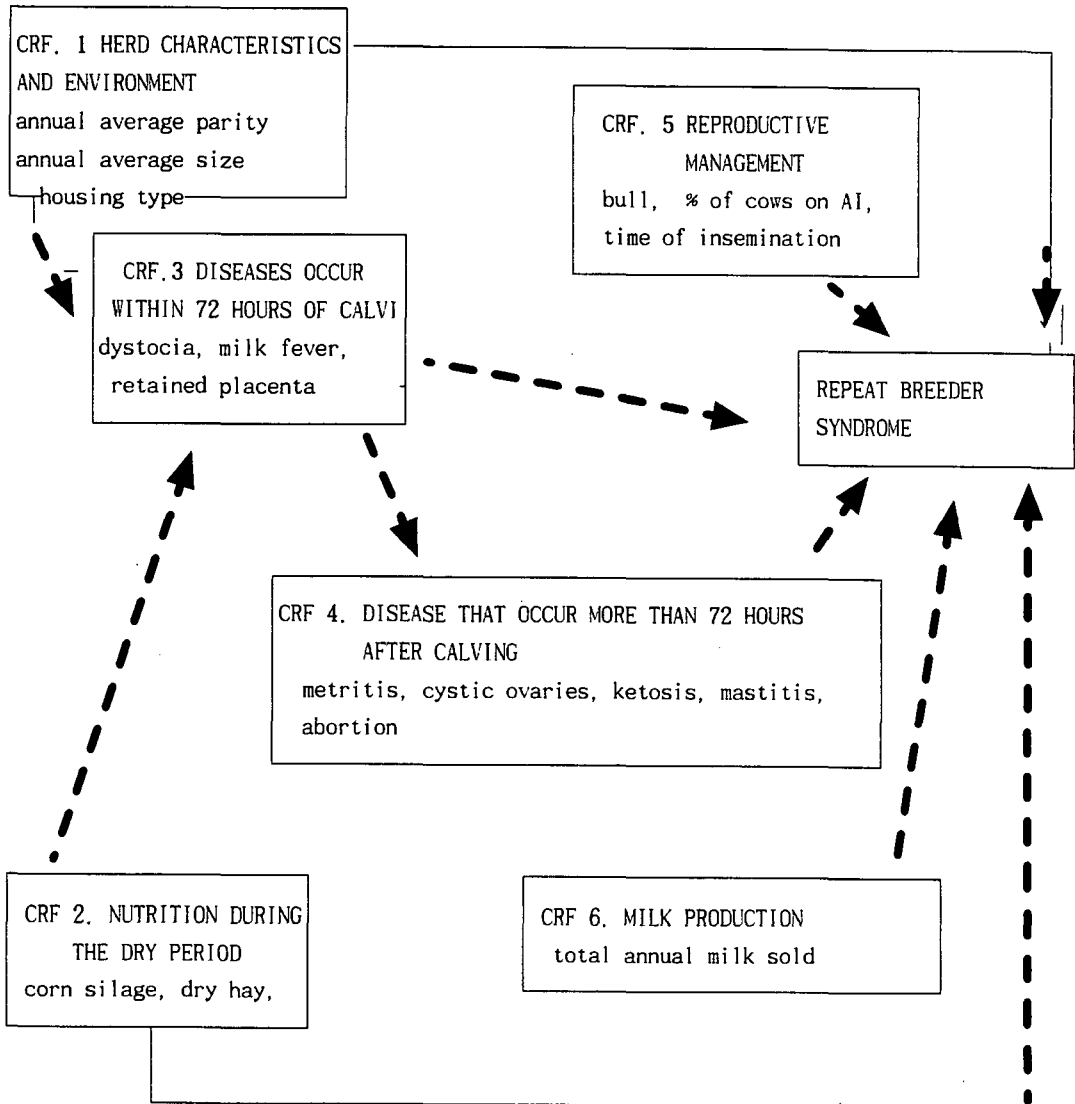 CRF. 1 HERD CHARACTERISTICS
AND ENVIRONMENT
annual average parity
annual average size
housing type
CRF. 5 REPRODUCTIVE
MANAGEMENT
bull, % of cows on AI,
time of insemination
CRF.3 DISEASES OCCUR
WITHIN 72 HOURS OF CALVI
dystocia, milk fever,
retained placenta
REPEAT BREEDER
SYNDROME
CRF 4. DISEASE THAT OCCUR MORE THAN 72 HOURS
AFTER CALVING
metritis, cystic ovaries, ketosis, mastitis,
abortion
CRF 2. NUTRITION DURING
THE DRY PERIOD
corn silage, dry hay,
CRF 6. MILK PRODUCTION
total annual milk sold